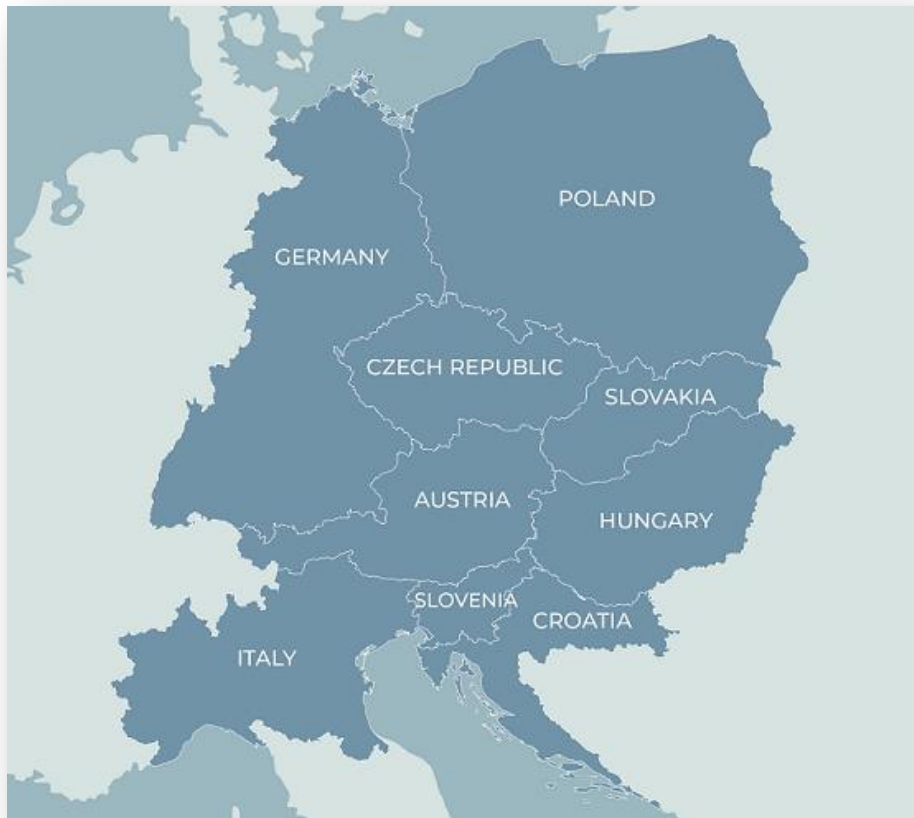 POLAND
GERMANY
CZECH REPUBLIC
SLOVAKIA
AUSTRIA
HUNGARY
SLOVENIA
CROATIA
ITALY